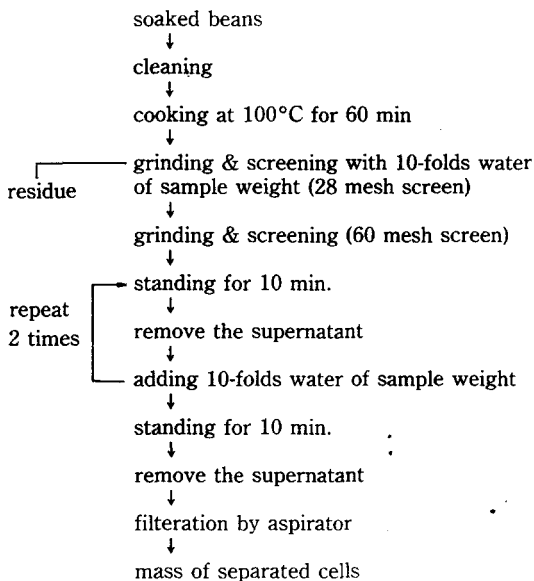 soaked beans
↓
cleaning
↓
cooking at 100°C for 60 min
↓
grinding & screening with 10-folds water
residue
of sample weight (28 mesh screen)
↓
grinding & screening (60 mesh screen)
↓
standing for 10 min.
↓
repeat
2 times
remove the supernatant
↓
adding 10-folds water of sample weight
↓
standing for 10 min.
↓
remove the supernatant
↓
filteration by aspirator
↓
mass of separated cells